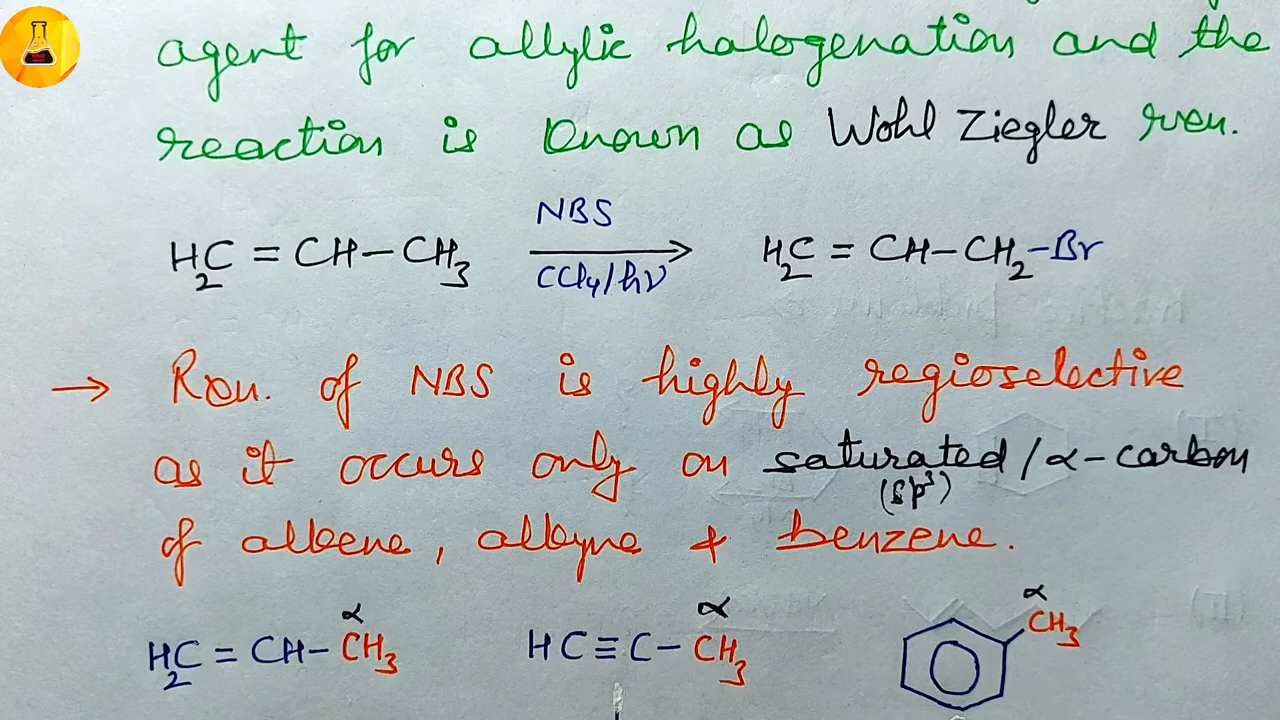 agent for allylic halogenation and the
reaction is known as Wohl Ziegler rxn.
H₂C = CH – CH₃ NBS CCl₄/hν H₂C = CH – CH₂ – Br
→ Rxn. of NBS is highly regioselective
as it occurs only on saturated / α - carbon
(sp³)
of alkene, alkyne & benzene.
α α α
H₂C = CH – CH₃ HC ≡ C – CH₃ CH₃